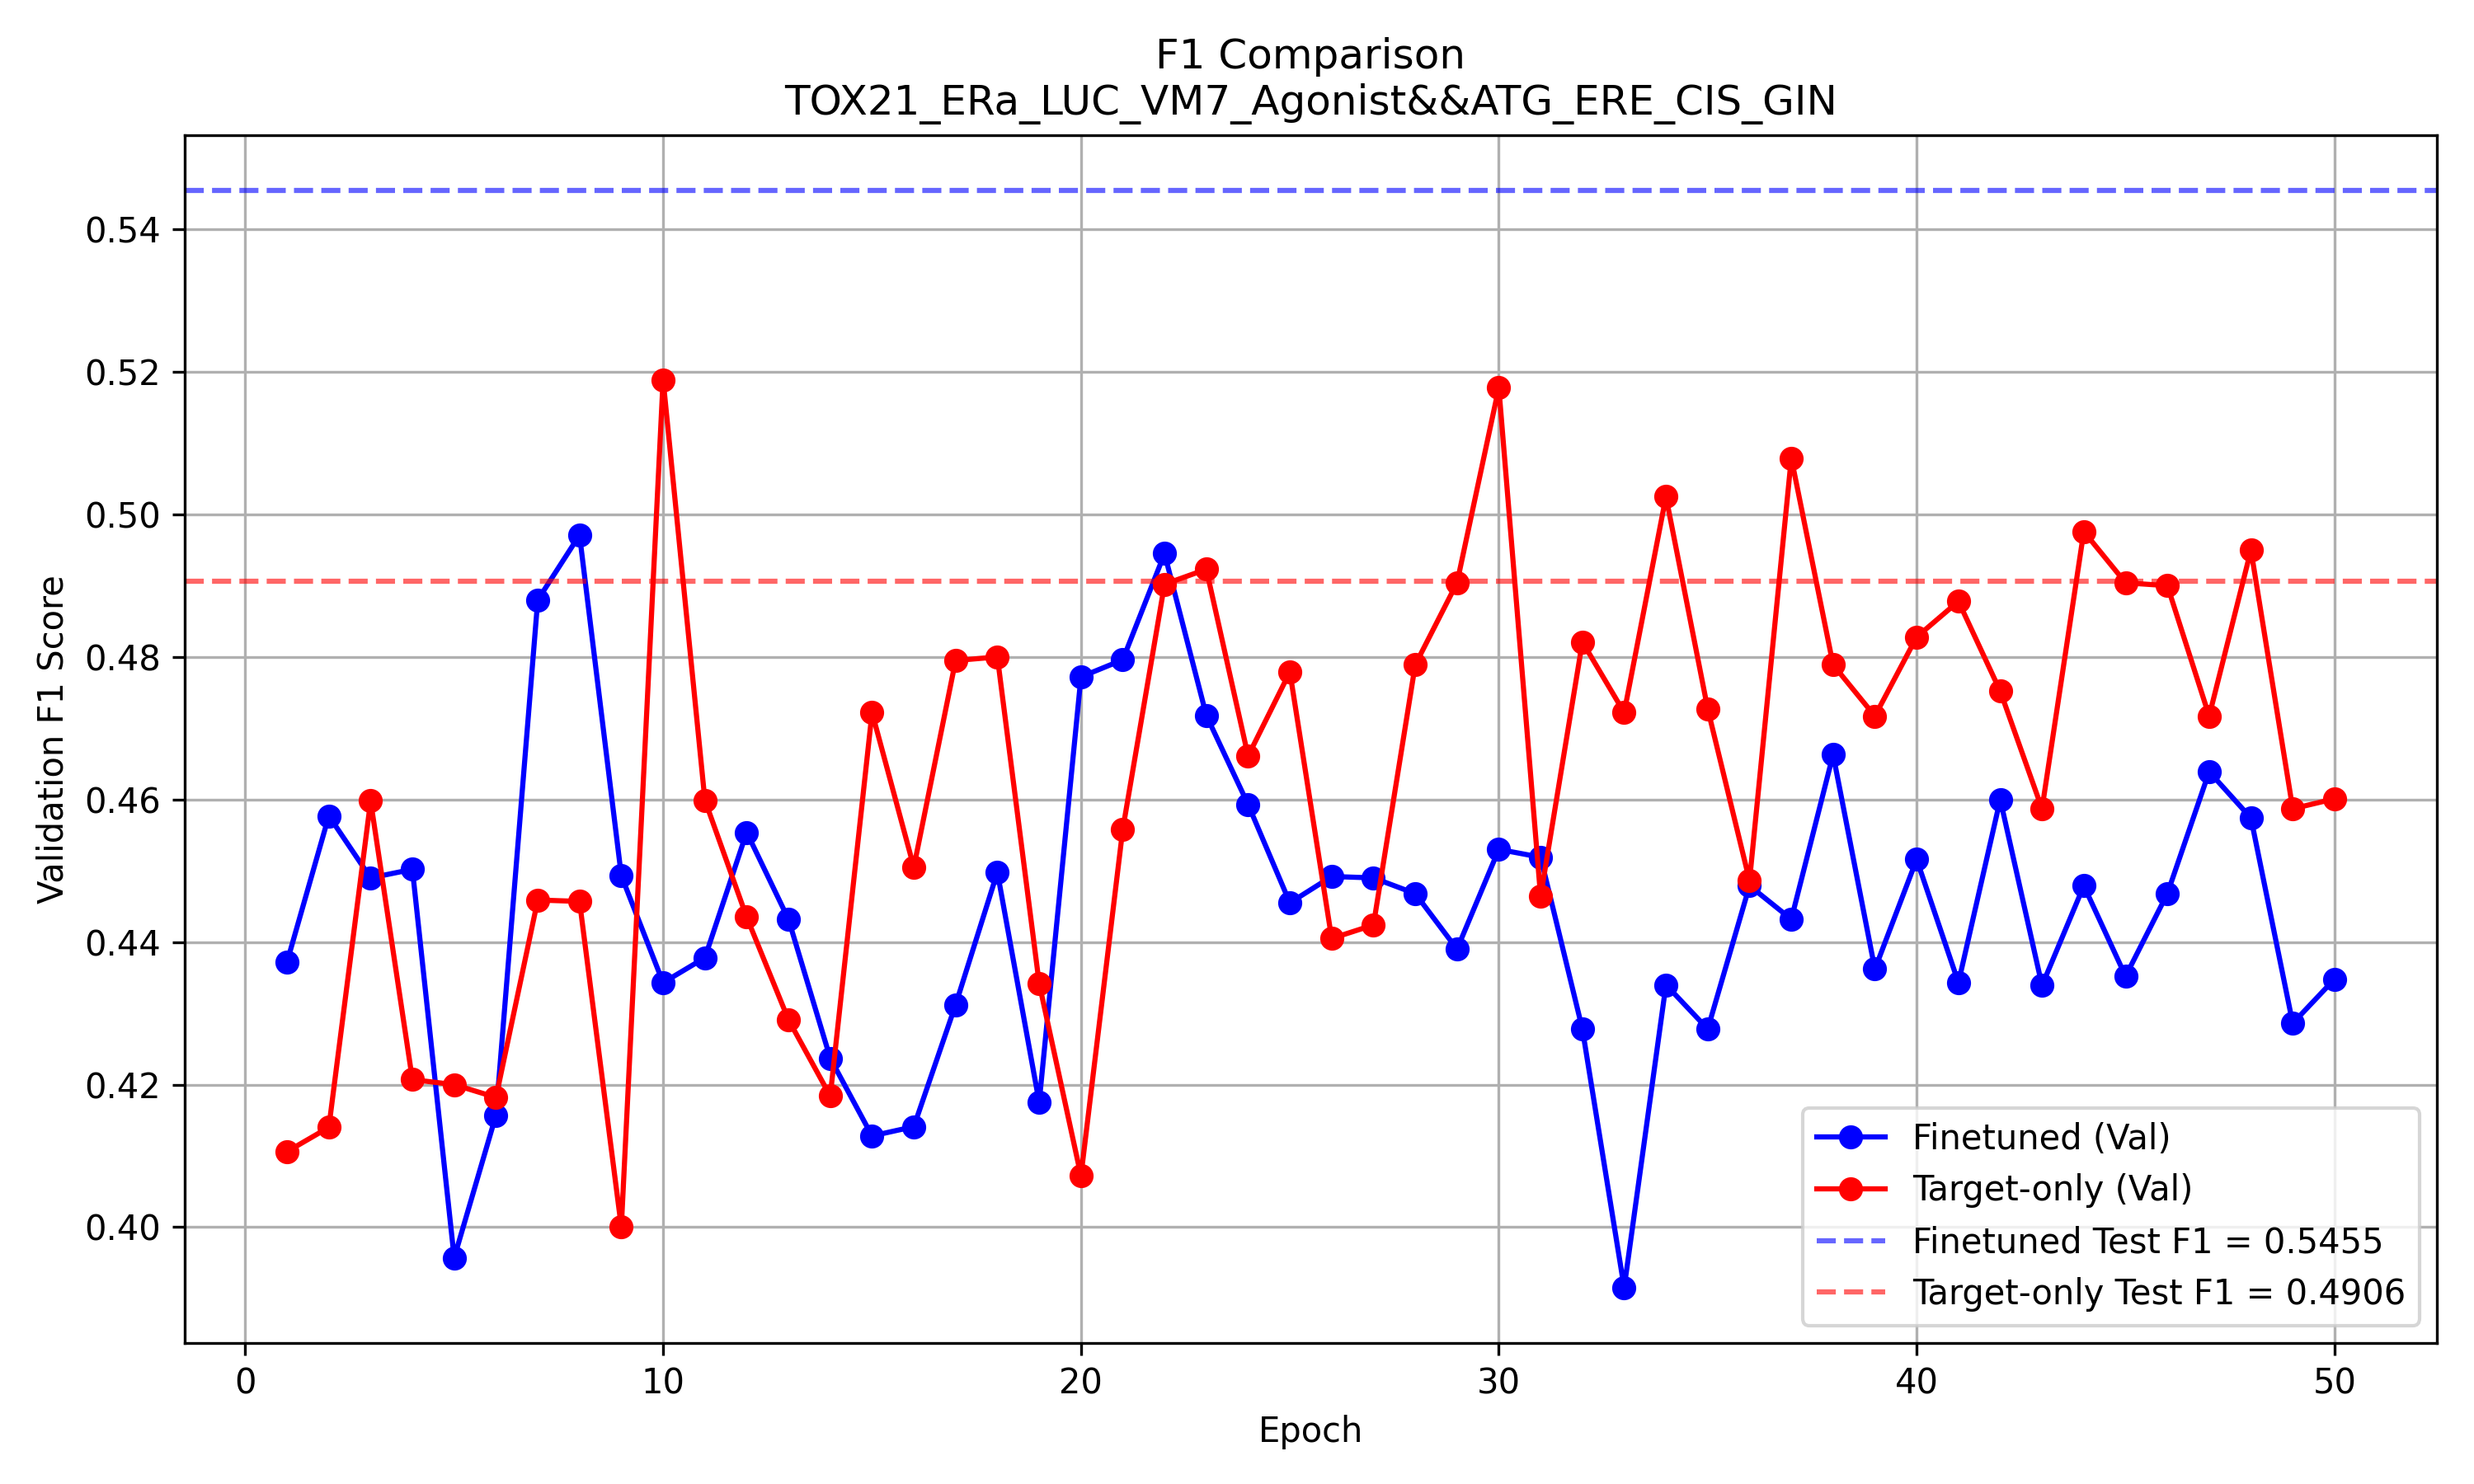 F1 Comparison
TOX21_ERa_LUC_VM7_Agonist&&ATG_ERE_CIS_GIN
Validation F1 Score
0.54
0.52
0.50
0.48
0.46
0.44
0.42
0.40
Finetuned (Val)
Target-only (Val)
Finetuned Test F1 = 0.5455
Target-only Test F1 = 0.4906
0 10 20 30 40 50
Epoch